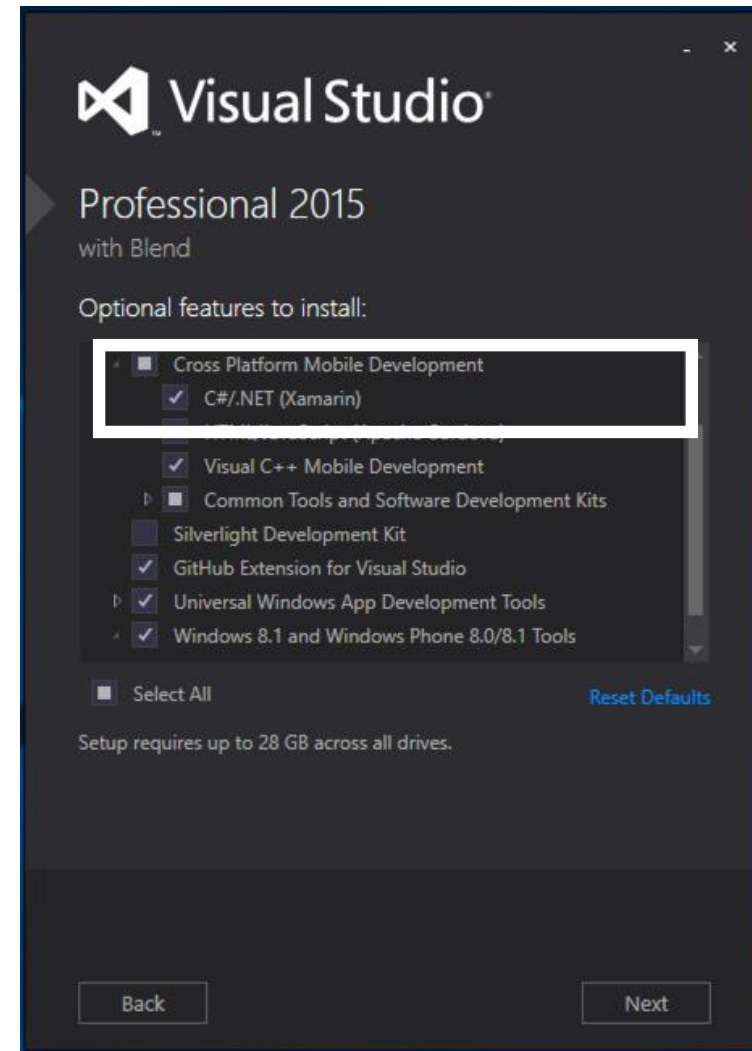 Visual Studio
Professional 2015
with Blend
Optional features to install:
Cross Platform Mobile Development
C#/.NET (Xamarin)
Visual C++ Mobile Development
Common Tools and Software Development Kits
Silverlight Development Kit
GitHub Extension for Visual Studio
Universal Windows App Development Tools
Windows 8.1 and Windows Phone 8.0/8.1 Tools
Select All
Reset Defaults
Setup requires up to 28 GB across all drives.
Back
Next